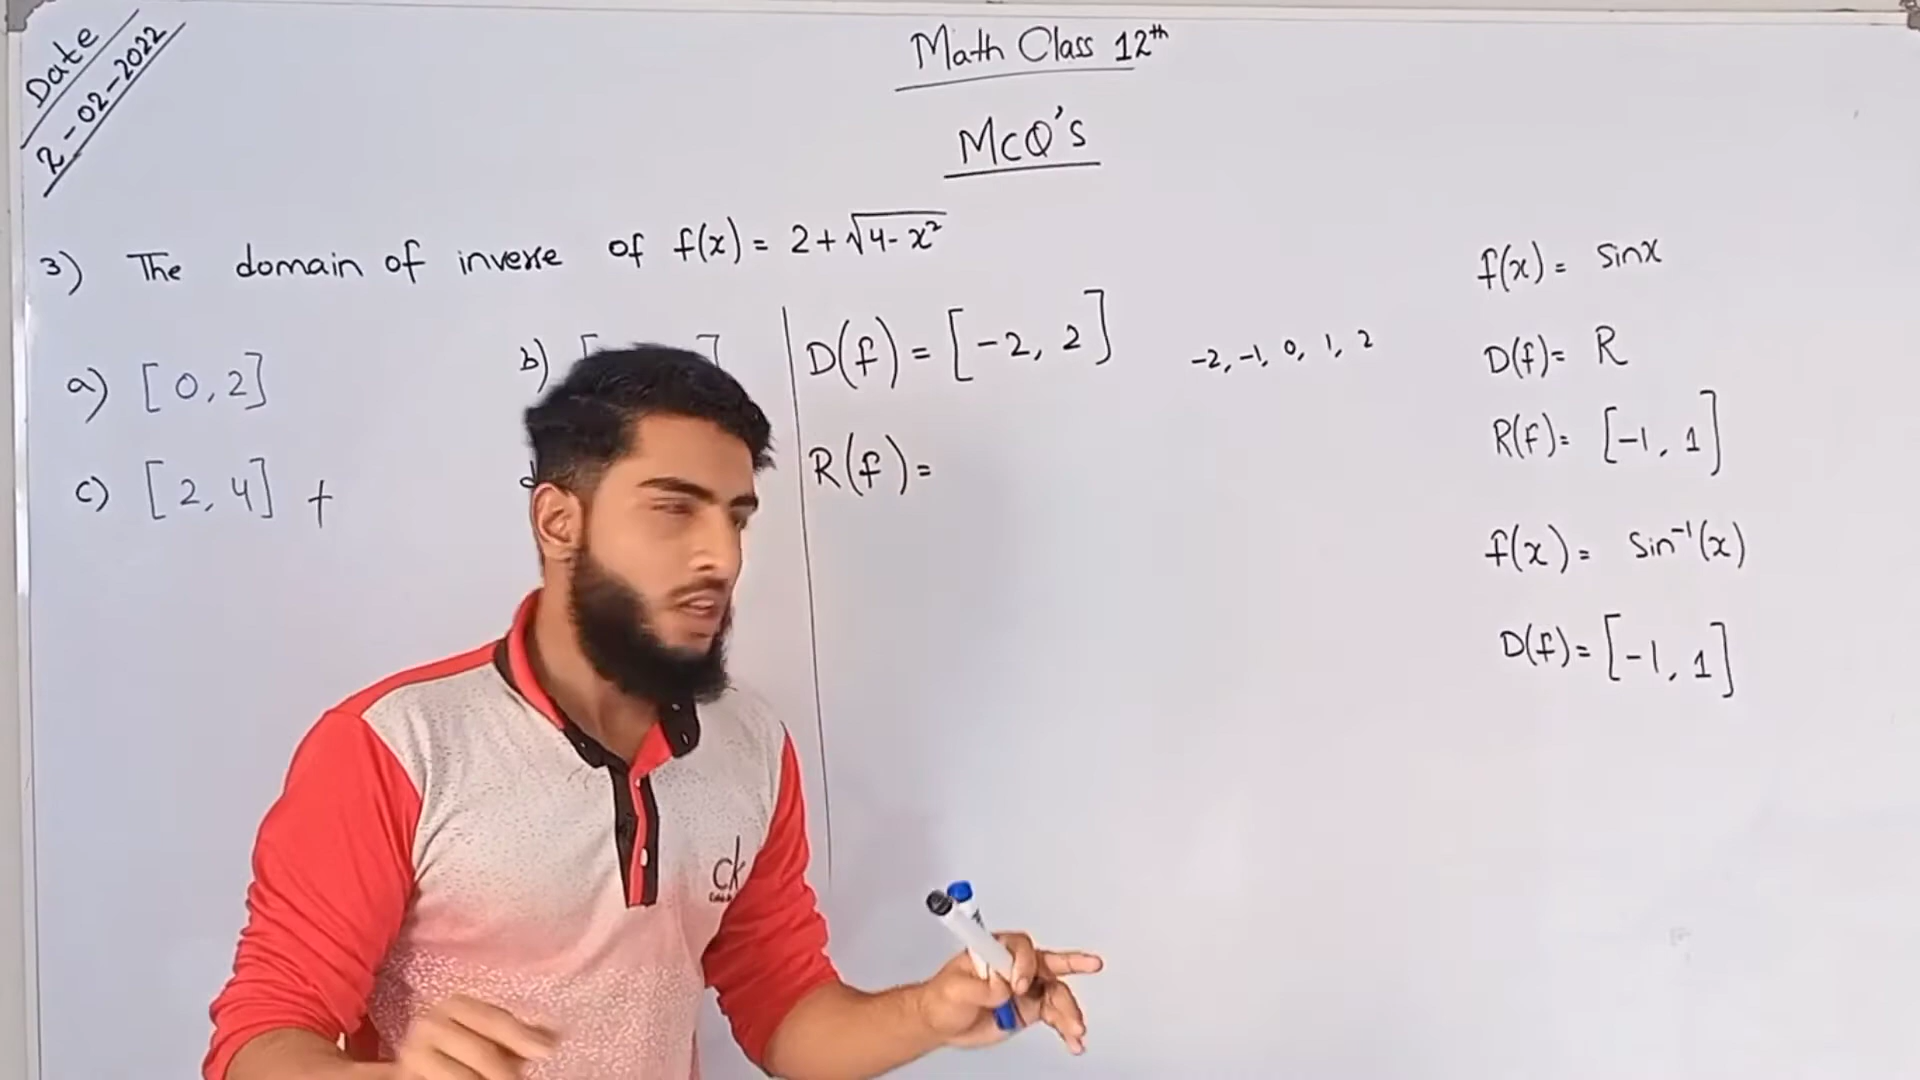 Date
2-02-2022
Math Class 12th
MCQ's
3) The domain of inverse of f(x) = 2+√4-x²
a) [0,2]
b) [ ]
c) [2,4] +
D(f) = [-2, 2]
-2, -1, 0, 1, 2
R(f) =
f(x) = Sinx
D(f) = R
R(f) = [-1, 1]
f(x) = Sin⁻¹(x)
D(f) = [-1, 1]
ck